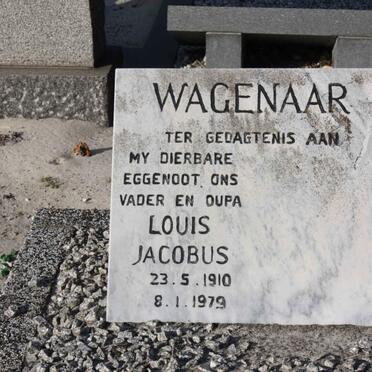 WAGENAAR
TER GEDAGTENIS AAN
MY DIERBARE
EGGENOOT, ONS
VADER EN OUPA
LOUIS
JACOBUS
23.5.1910
8.1.1979